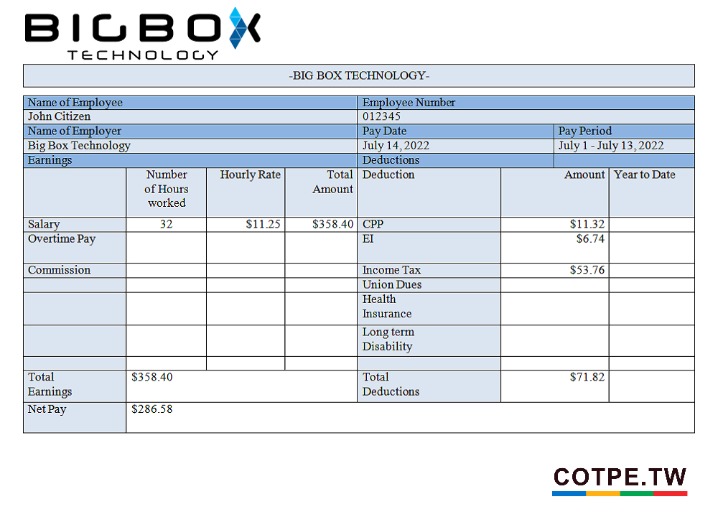 BIGBOX
TECHNOLOGY
-BIG BOX TECHNOLOGY-
Name of Employee Employee Number
John Citizen 012345
Name of Employer Pay Date Pay Period
Big Box Technology July 14, 2022 July 1 - July 13, 2022
Earnings Deductions
Number of Hours worked Hourly Rate Total Amount Deduction Amount Year to Date
Salary 32 $11.25 $358.40 CPP $11.32
Overtime Pay EI $6.74
Commission Income Tax $53.76
Union Dues
Health
Insurance
Long term
Disability
Total Earnings $358.40 Total Deductions $71.82
Net Pay $286.58
COTPE.TW